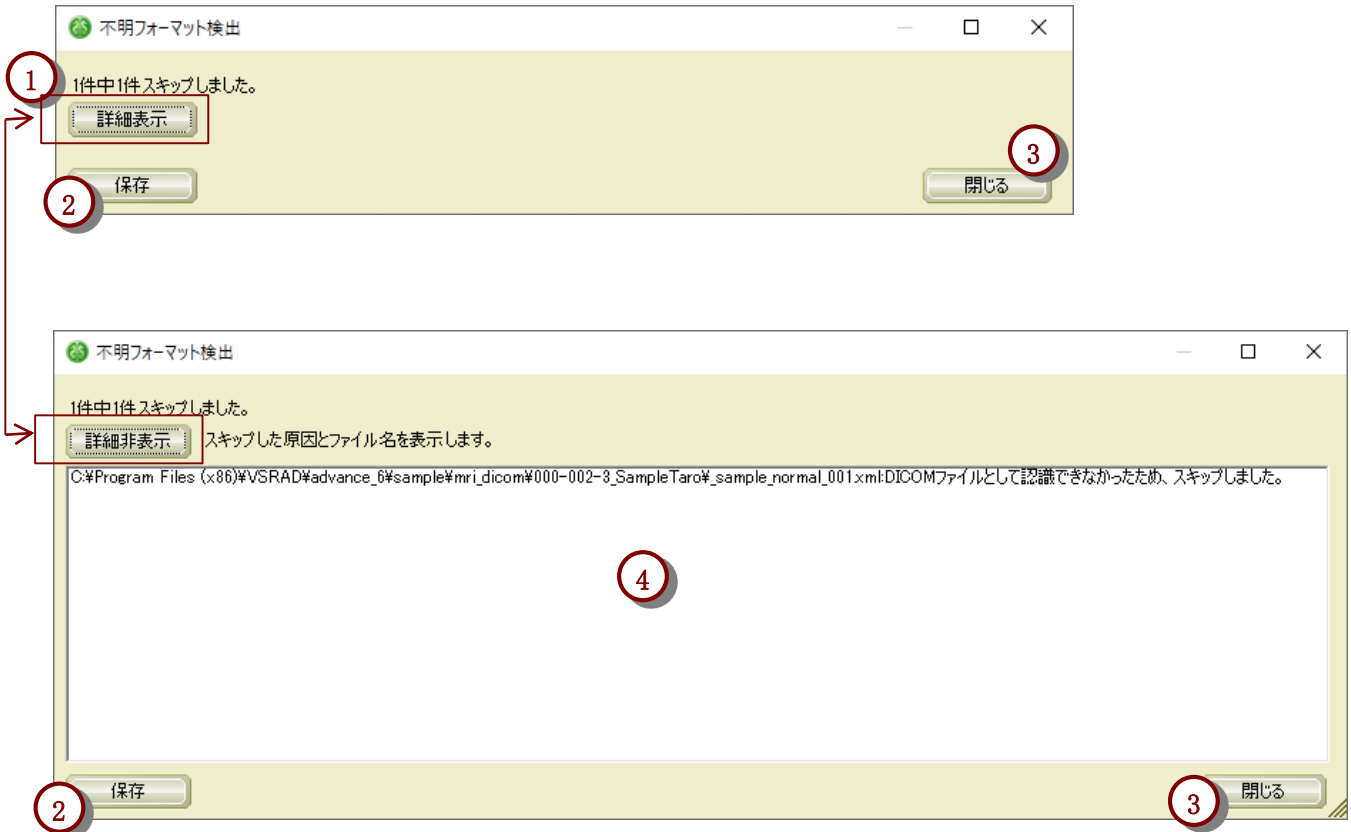 不明フォーマット検出
1
1件中1件スキップしました。
詳細表示
3
保存
閉じる
2
不明フォーマット検出
1件中1件スキップしました。
詳細非表示 スキップした原因とファイル名を表示します。
C:¥Program Files (x86)¥VSRAD¥advance_6¥sample¥mri_dicom¥000-002-3_SampleTaro¥_sample_normal_001.xml:DICOMファイルとして認識できなかったため、スキップしました。
4
保存
閉じる
2
3